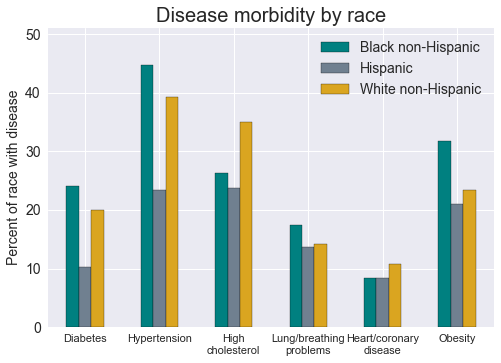 Disease morbidity by race
Percent of race with disease
50
40
30
20
10
0
Black non-Hispanic
Hispanic
White non-Hispanic
Diabetes
Hypertension
High
cholesterol
Lung/breathing
problems
Heart/coronary
disease
Obesity